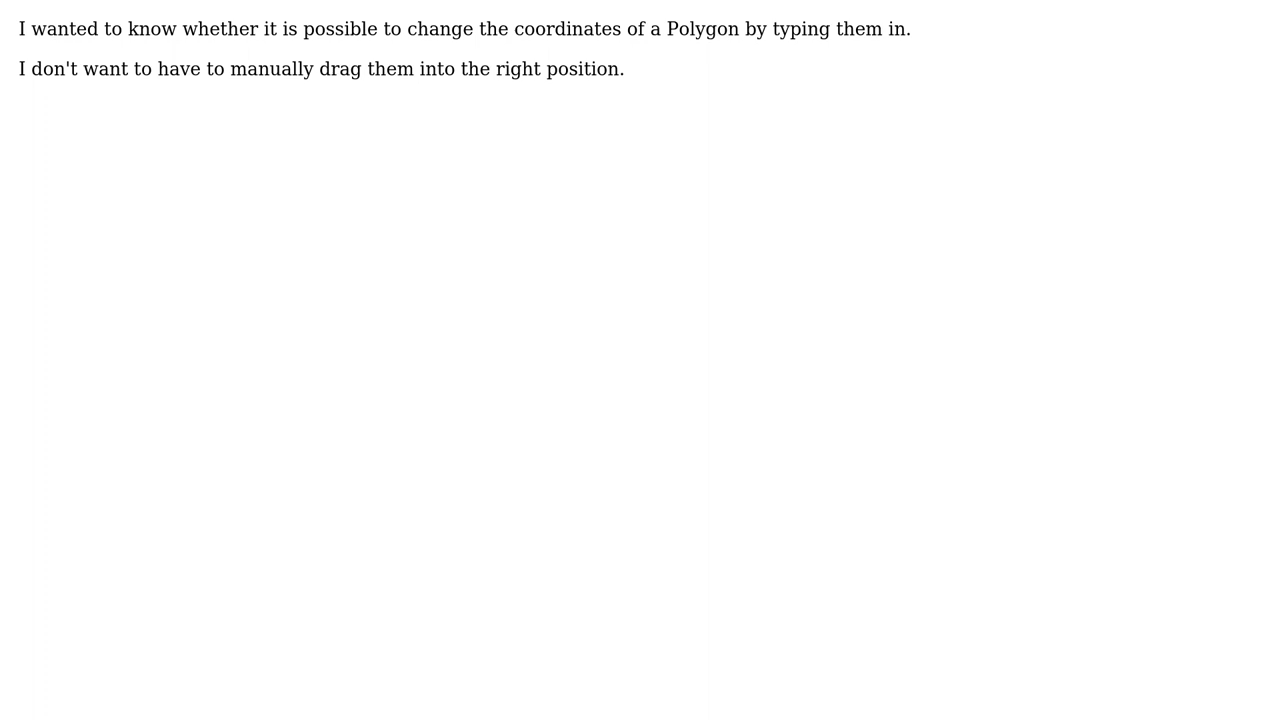 I wanted to know whether it is possible to change the coordinates of a Polygon by typing them in.
I don't want to have to manually drag them into the right position.